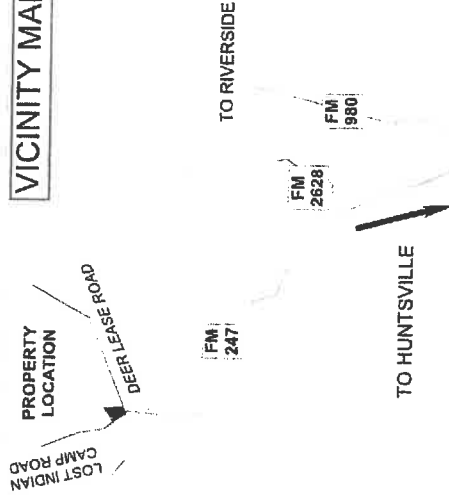 VICINITY MAP
TO RIVERSIDE
PROPERTY
LOCATION
DEER LEASE ROAD
LOST INDIAN
CAMP ROAD
FM
980
FM
2628
FM
247
TO HUNTSVILLE